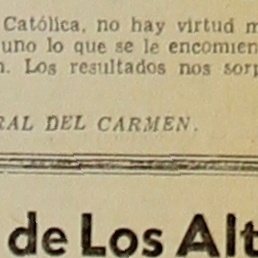 Católica, no hay virtud m
uno lo que se le encomien
n. Los resultados nos sorp
RAL DEL CARMEN.
de Los Alt